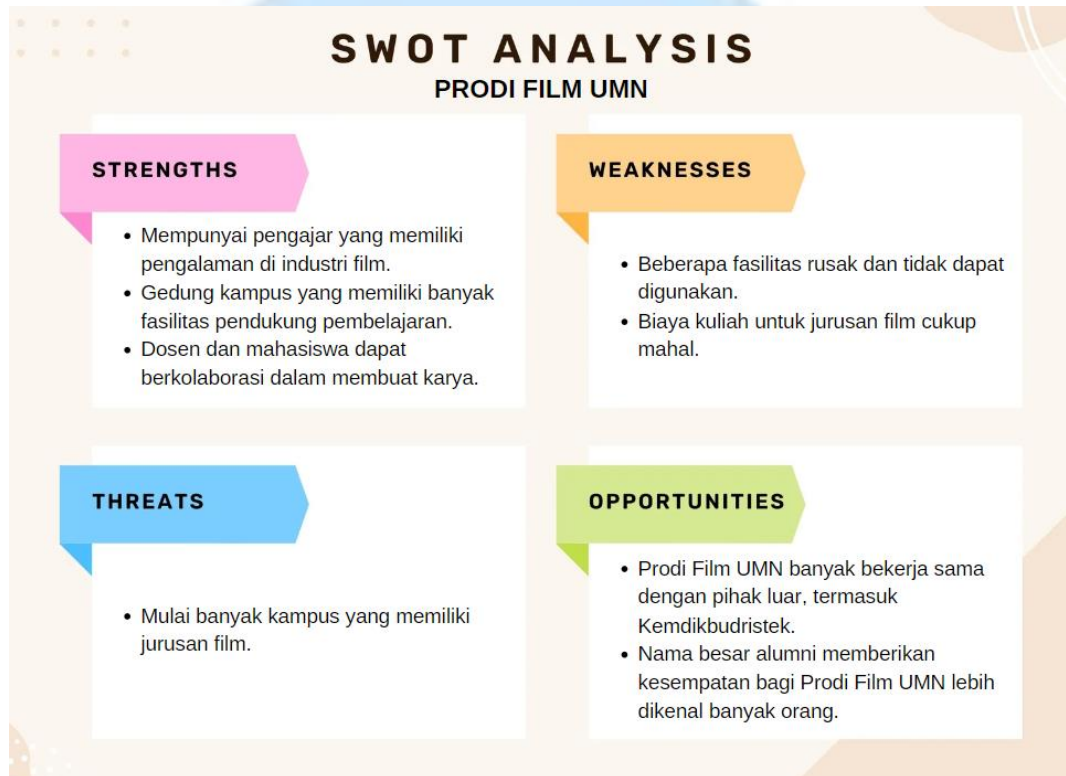 SWOT ANALYSIS
PRODI FILM UMN
STRENGTHS
• Mempunyai pengajar yang memiliki
pengalaman di industri film.
• Gedung kampus yang memiliki banyak
fasilitas pendukung pembelajaran.
• Dosen dan mahasiswa dapat
berkolaborasi dalam membuat karya.
WEAKNESSES
• Beberapa fasilitas rusak dan tidak dapat
digunakan.
• Biaya kuliah untuk jurusan film cukup
mahal.
THREATS
• Mulai banyak kampus yang memiliki
jurusan film.
OPPORTUNITIES
• Prodi Film UMN banyak bekerja sama
dengan pihak luar, termasuk
Kemdikbudristek.
• Nama besar alumni memberikan
kesempatan bagi Prodi Film UMN lebih
dikenal banyak orang.